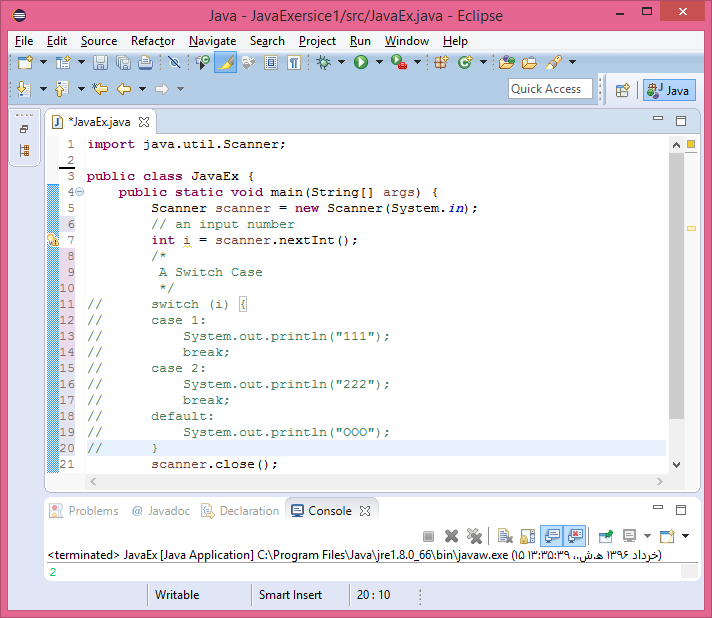 Java - JavaExersice1/src/JavaEx.java - Eclipse
File Edit Source Refactor Navigate Search Project Run Window Help
Quick Access Java
*JavaEx.java
1 import java.util.Scanner;
2
3 public class JavaEx {
4 public static void main(String[] args) {
5 Scanner scanner = new Scanner(System.in);
6 // an input number
7 int i = scanner.nextInt();
8 /*
9 A Switch Case
10 */
11 // switch (i) {
12 // case 1:
13 // System.out.println("111");
14 // break;
15 // case 2:
16 // System.out.println("222");
17 // break;
18 // default:
19 // System.out.println("OOO");
20 // }
21 scanner.close();
Problems @ Javadoc Declaration Console
<terminated> JavaEx [Java Application] C:\Program Files\Java\jre1.8.0_66\bin\javaw.exe (۱۵ خرداد ۱۳۹۶ ه‍.ش.،‏ ۱۳:۳۵:۳۹)
2
Writable Smart Insert 20 : 10